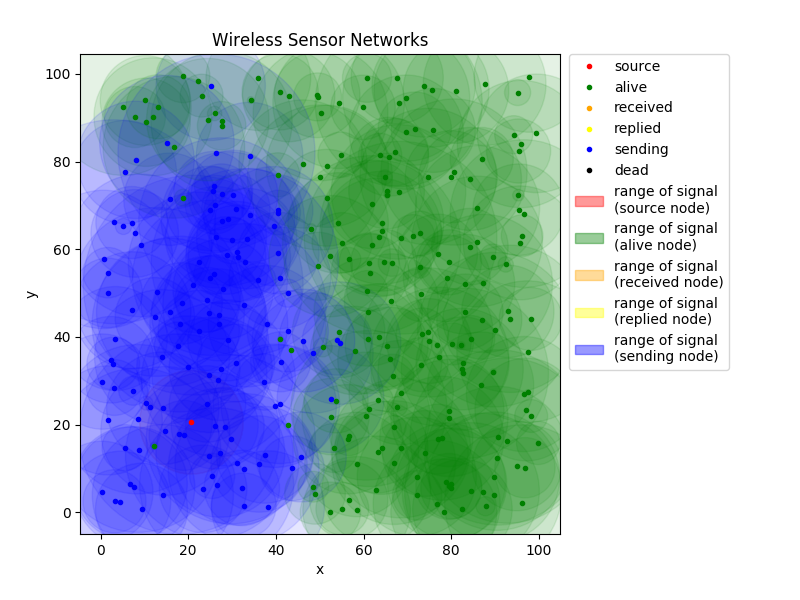 Wireless Sensor Networks
100
80
60
40
20
0
y
0 20 40 60 80 100
x
source
alive
received
replied
sending
dead
range of signal
(source node)
range of signal
(alive node)
range of signal
(received node)
range of signal
(replied node)
range of signal
(sending node)